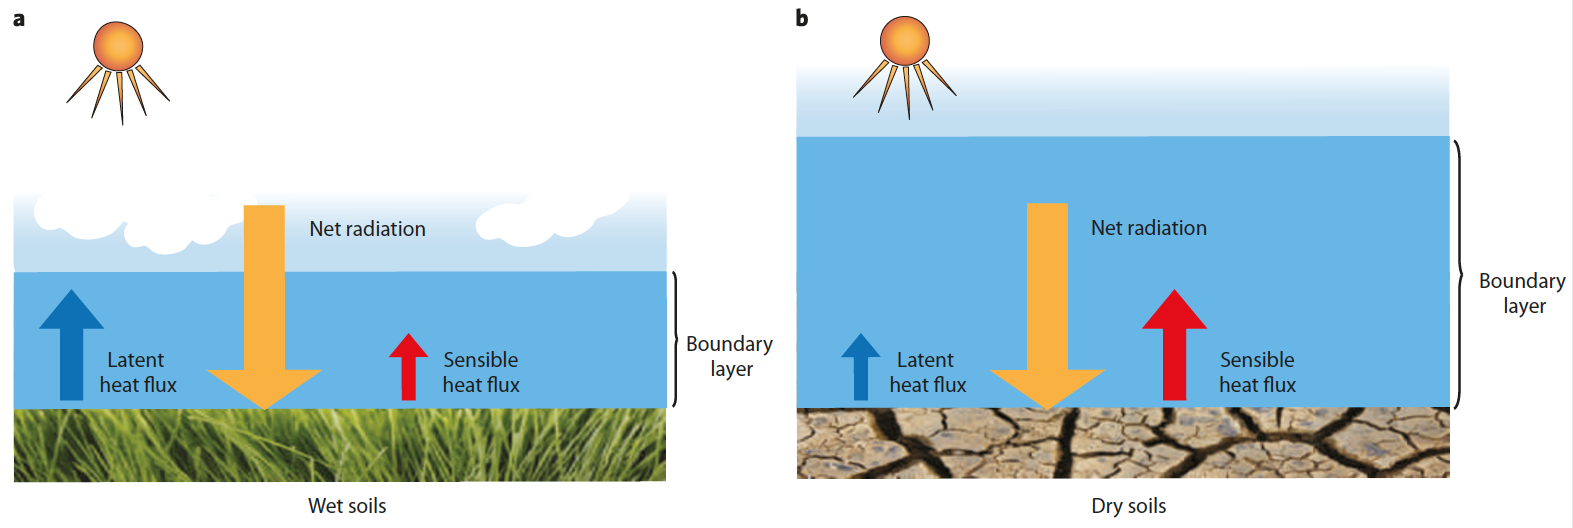 a
Net radiation
Latent
heat flux
Sensible
heat flux
Boundary
layer
Wet soils
b
Net radiation
Latent
heat flux
Sensible
heat flux
Boundary
layer
Dry soils